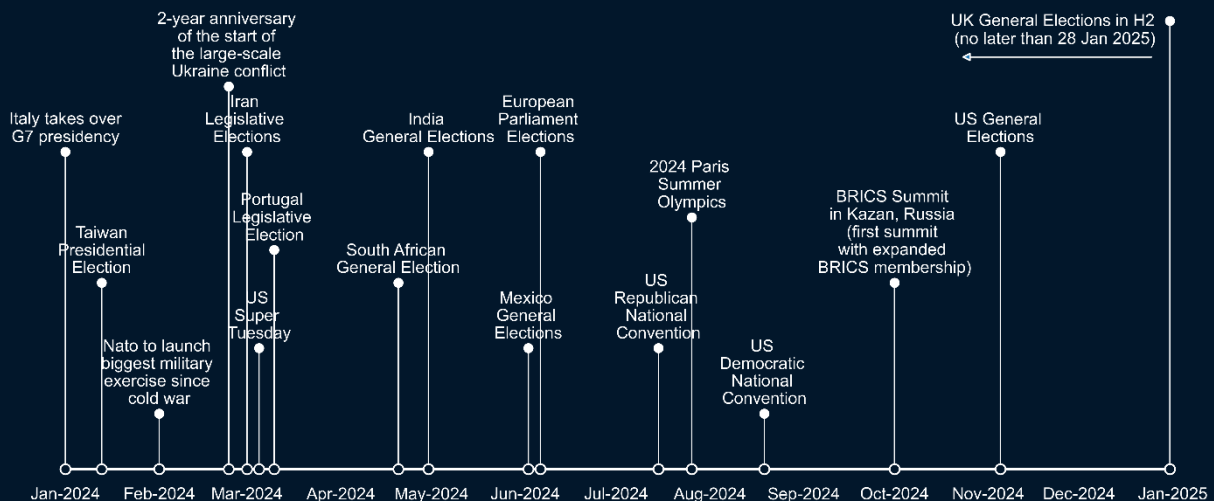 2-year anniversary
of the start of
the large-scale
Ukraine conflict
UK General Elections in H2
(no later than 28 Jan 2025)
Italy takes over
G7 presidency
Iran
Legislative
Elections
India
General Elections
European
Parliament
Elections
US General
Elections
2024 Paris
Summer
Olympics
Portugal
Legislative
Election
BRICS Summit
in Kazan, Russia
(first summit
with expanded
BRICS membership)
Taiwan
Presidential
Election
South African
General Election
US
Super
Tuesday
Mexico
General
Elections
US
Republican
National
Convention
Nato to launch
biggest military
exercise since
cold war
US
Democratic
National
Convention
Jan-2024 Feb-2024 Mar-2024 Apr-2024 May-2024 Jun-2024 Jul-2024 Aug-2024 Sep-2024 Oct-2024 Nov-2024 Dec-2024 Jan-2025